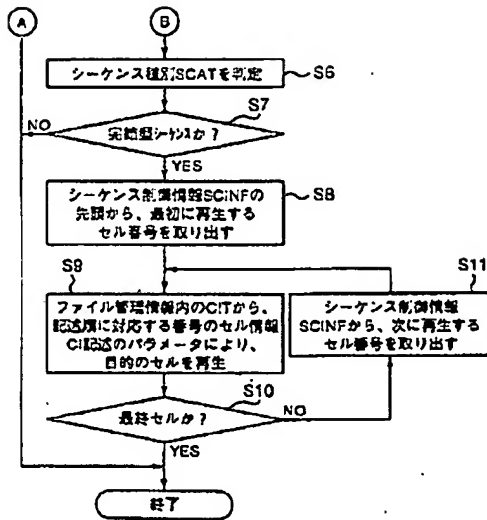 A
B
シーケンス種別SCATを判定
S6
S7
NO
完結型シーケンスか?
YES
シーケンス制御情報SCINFの
先頭から、最初に再生する
セル番号を取り出す
S8
S9
S11
ファイル管理情報内のCITから、
記述順に対応する番号のセル情報
CI記述のパラメータにより、
目的のセルを再生
シーケンス制御情報
SCINFから、次に再生する
セル番号を取り出す
S10
最終セルか?
NO
YES
終了